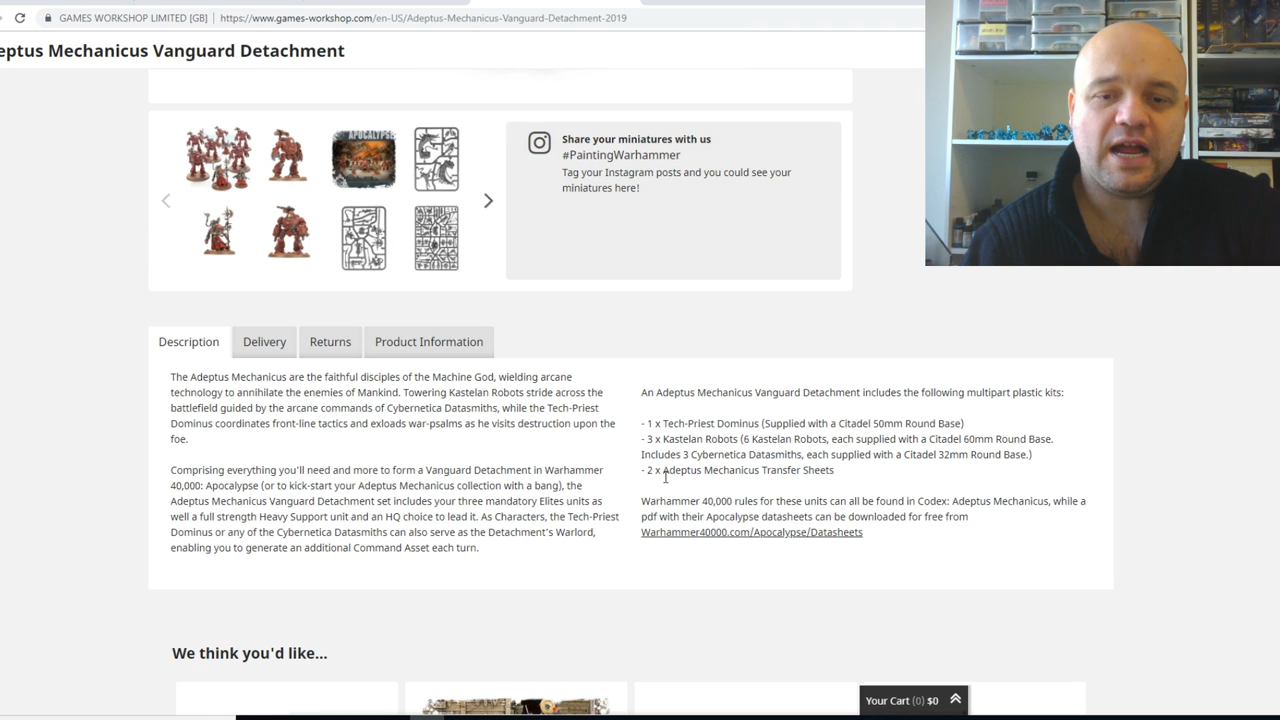 GAMES WORKSHOP LIMITED [GB]
https://www.games-workshop.com/en-US/Adeptus-Mechanicus-Vanguard-Detachment-2019
eptus Mechanicus Vanguard Detachment
APOCALYPSE
Share your miniatures with us
#PaintingWarhammer
Tag your Instagram posts and you could see your
miniatures here!
Description
Delivery
Returns
Product Information
The Adeptus Mechanicus are the faithful disciples of the Machine God, wielding arcane
technology to annihilate the enemies of Mankind. Towering Kastelan Robots stride across the
battlefield guided by the arcane commands of Cybernetica Datasmiths, while the Tech-Priest
Dominus coordinates front-line tactics and exloads war-psalms as he visits destruction upon the
foe.
Comprising everything you'll need and more to form a Vanguard Detachment in Warhammer
40,000: Apocalypse (or to kick-start your Adeptus Mechanicus collection with a bang), the
Adeptus Mechanicus Vanguard Detachment set includes your three mandatory Elites units as
well a full strength Heavy Support unit and an HQ choice to lead it. As Characters, the Tech-Priest
Dominus or any of the Cybernetica Datasmiths can also serve as the Detachment's Warlord,
enabling you to generate an additional Command Asset each turn.
An Adeptus Mechanicus Vanguard Detachment includes the following multipart plastic kits:
- 1 x Tech-Priest Dominus (Supplied with a Citadel 50mm Round Base)
- 3 x Kastelan Robots (6 Kastelan Robots, each supplied with a Citadel 60mm Round Base.
Includes 3 Cybernetica Datasmiths, each supplied with a Citadel 32mm Round Base.)
- 2 x Adeptus Mechanicus Transfer Sheets
Warhammer 40,000 rules for these units can all be found in Codex: Adeptus Mechanicus, while a
pdf with their Apocalypse datasheets can be downloaded for free from
Warhammer40000.com/Apocalypse/Datasheets
We think you'd like...
Your Cart (0) $0